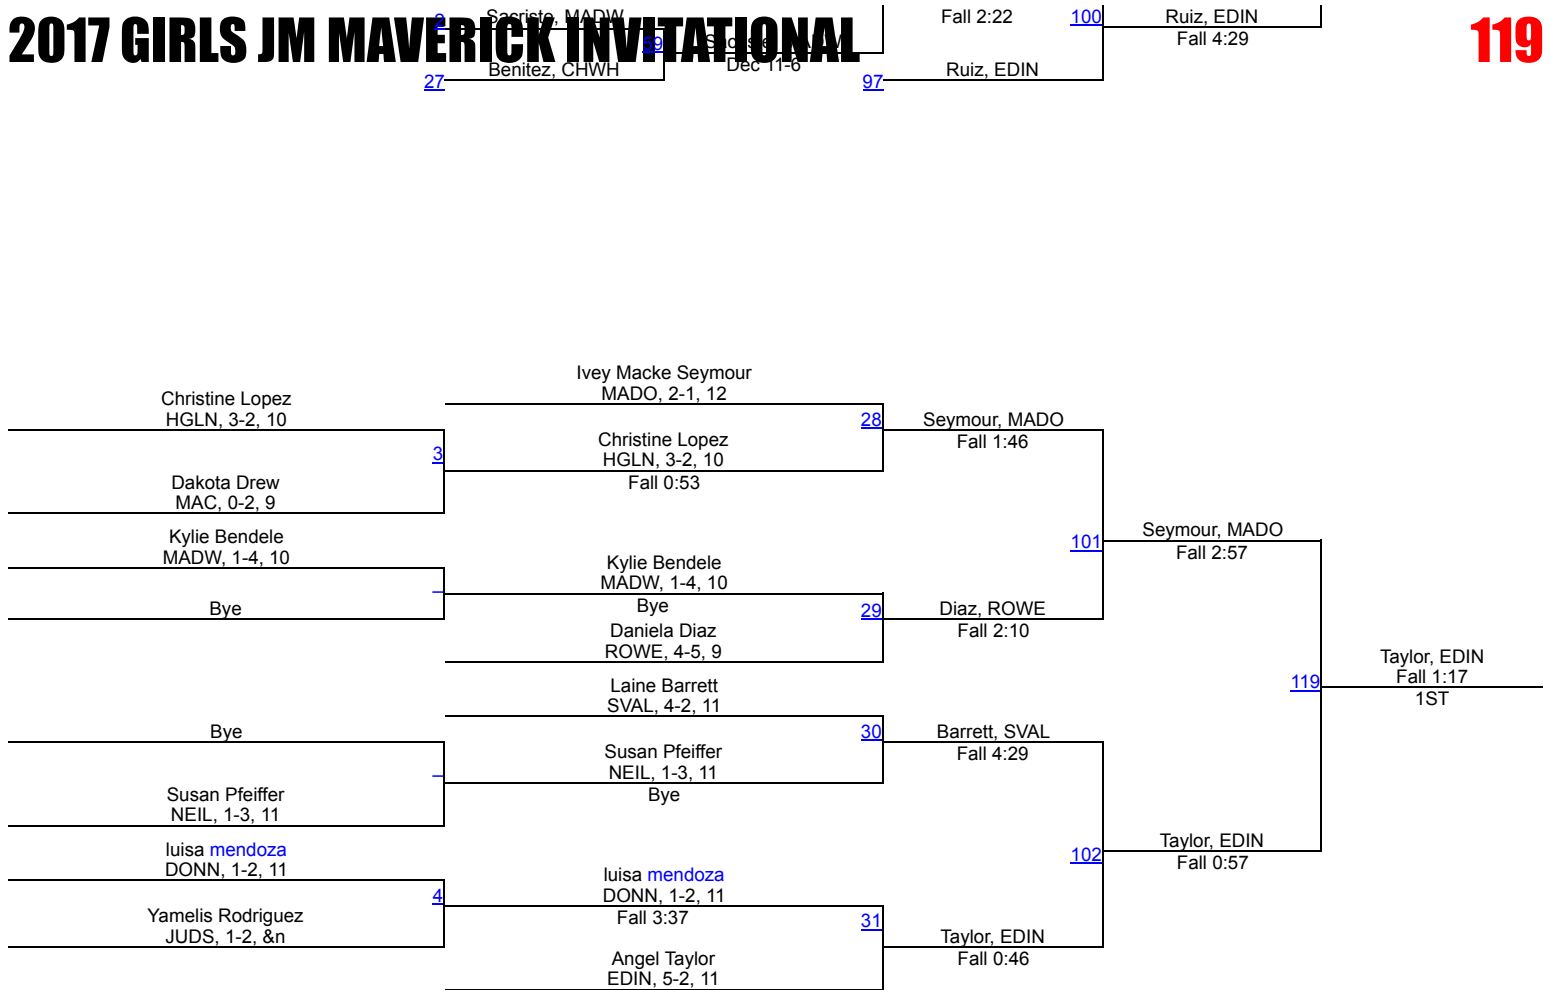 2017 GIRLS JM MAVERICK INVITATIONAL
119
2
Sacriste, MADW
59
Dec 11-6
27
Benitez, CHWH
Fall 2:22
97
Ruiz, EDIN
100
Ruiz, EDIN
Fall 4:29
Christine Lopez
HGLN, 3-2, 10
3
Dakota Drew
MAC, 0-2, 9
Kylie Bendele
MADW, 1-4, 10
Bye
Bye
Susan Pfeiffer
NEIL, 1-3, 11
luisa mendoza
DONN, 1-2, 11
4
Yamelis Rodriguez
JUDS, 1-2, &n
Ivey Macke Seymour
MADO, 2-1, 12
28
Christine Lopez
HGLN, 3-2, 10
Fall 0:53
Kylie Bendele
MADW, 1-4, 10
Bye
29
Daniela Diaz
ROWE, 4-5, 9
Laine Barrett
SVAL, 4-2, 11
30
Susan Pfeiffer
NEIL, 1-3, 11
Bye
luisa mendoza
DONN, 1-2, 11
Fall 3:37
31
Angel Taylor
EDIN, 5-2, 11
Seymour, MADO
Fall 1:46
101
Diaz, ROWE
Fall 2:10
Barrett, SVAL
Fall 4:29
102
Taylor, EDIN
Fall 0:46
Seymour, MADO
Fall 2:57
119
Taylor, EDIN
Fall 0:57
Taylor, EDIN
Fall 1:17
1ST